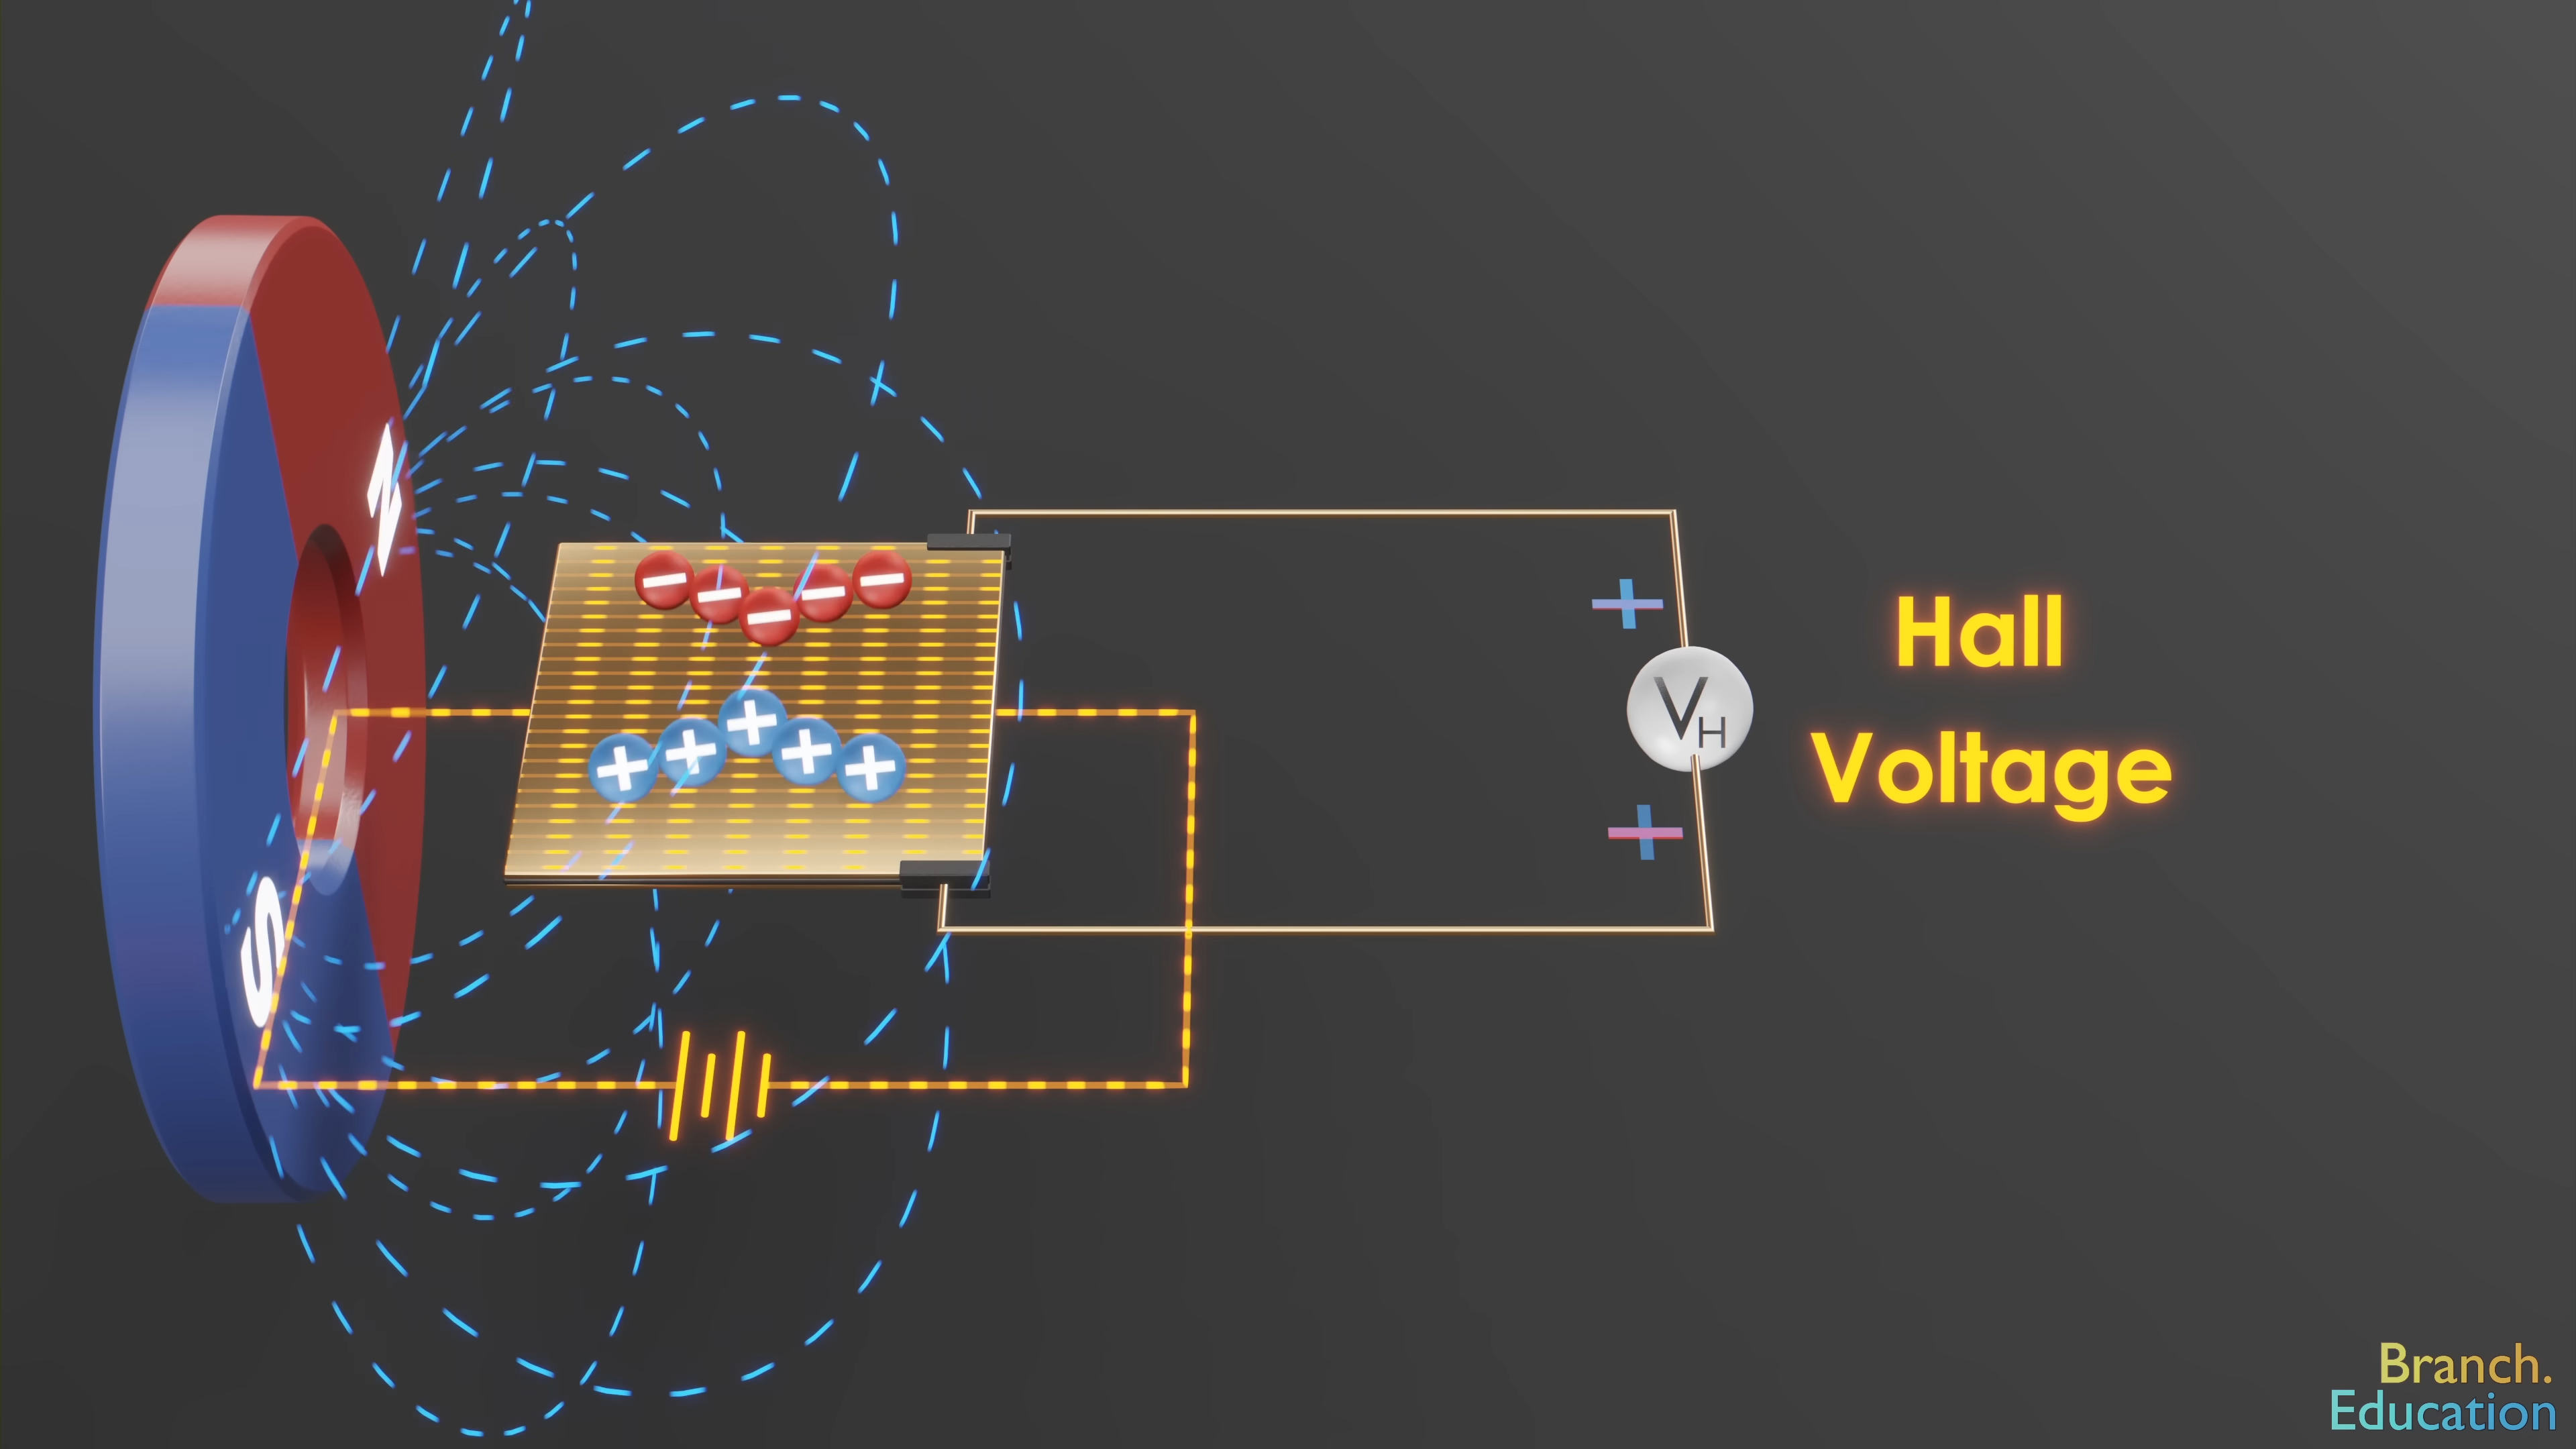 N
S
+
VH
+
Hall
Voltage
Branch.
Education